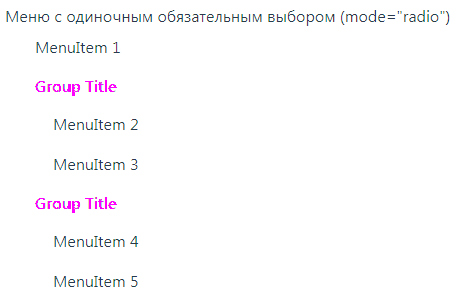 Меню с одиночным обязательным выбором (mode="radio")
MenuItem 1
Group Title
MenuItem 2
MenuItem 3
Group Title
MenuItem 4
MenuItem 5